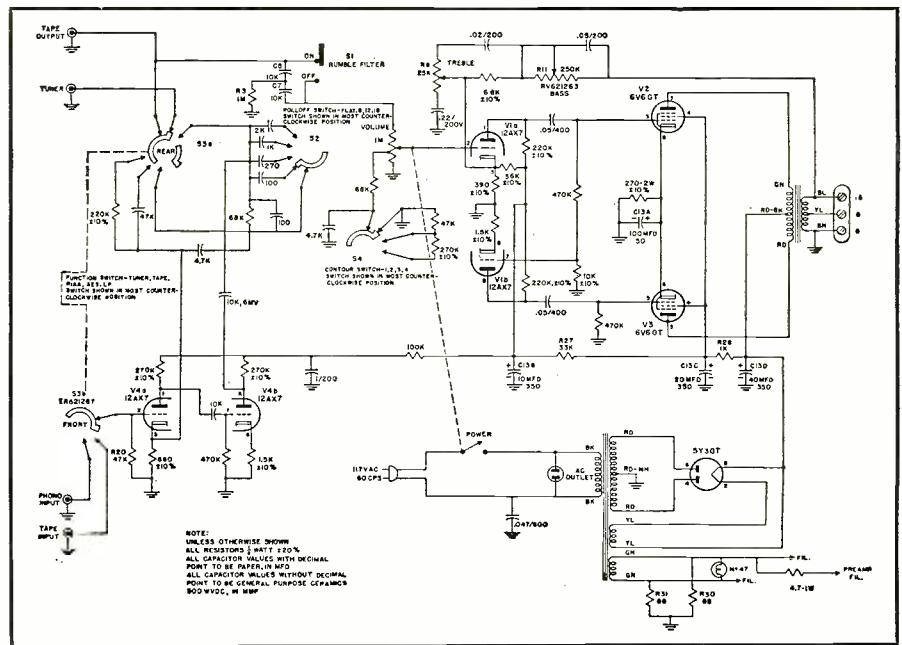 TAPE
OUTPUT
TUNER
ON
S1
RUMBLE FILTER
OFF
C8
10K
C7
10K
R3
1M
ROLLOFF SWITCH-FLAT,8,12,18
SWITCH SHOWN IN MOST COUNTER-
CLOCKWISE POSITION
VOLUME
1M
REAR
S3a
2K
1K
270
100
S2
100
68K
220K
±10%
47K
4.7K
68K
4.7K
S4
47K
270K
±10%
CONTOUR SWITCH-1,2,3,4
SWITCH SHOWN IN MOST COUNTER-
CLOCKWISE POSITION
FUNCTION SWITCH-TUNER, TAPE,
RIAA, AES, LP
SWITCH SHOWN IN MOST COUNTER-
CLOCKWISE POSITION
10K,6MV
.02/200
.05/200
TREBLE
25K
6.8K
±10%
R11
250K
RV621263
BASS
.22/
200V
V1a
12AX7
.05/400
220K
±10%
56K
±10%
390
±10%
1.5K
±10%
V1b
12AX7
470K
10K
±10%
220K,±10%
.05/400
470K
V2
6V6GT
270-2W
±10%
C13A
100MFD
50
V3
6V6GT
GN
RD-BK
RD
BL
YL
BH
100K
R27
33K
R28
1K
C13B
10MFD
350
C13C
20MFD
350
C13D
40MFD
350
S3b
ER621267
FRONT
270K
±10%
270K
±10%
1/200
V4a
12AX7
V4b
12AX7
10K
R20
47K
680
±10%
470K
1.5K
±10%
PHONO
INPUT
TAPE
INPUT
POWER
117VAC
60 CPS
BK
AC
OUTLET
BK
.047/600
RD
RD-WH
RD
5Y3GT
YL
YL
GN
GN
Nº47
FIL.
FIL.
PREAMP
FIL.
4.7-1W
R31
68
R30
68
NOTE:
UNLESS OTHERWISE SHOWN
ALL RESISTORS ½ WATT ±20%
ALL CAPACITOR VALUES WITH DECIMAL
POINT TO BE PAPER, IN MFD
ALL CAPACITOR VALUES WITHOUT DECIMAL
POINT TO BE GENERAL PURPOSE CERAMICS
500 WVDC, IN MMF